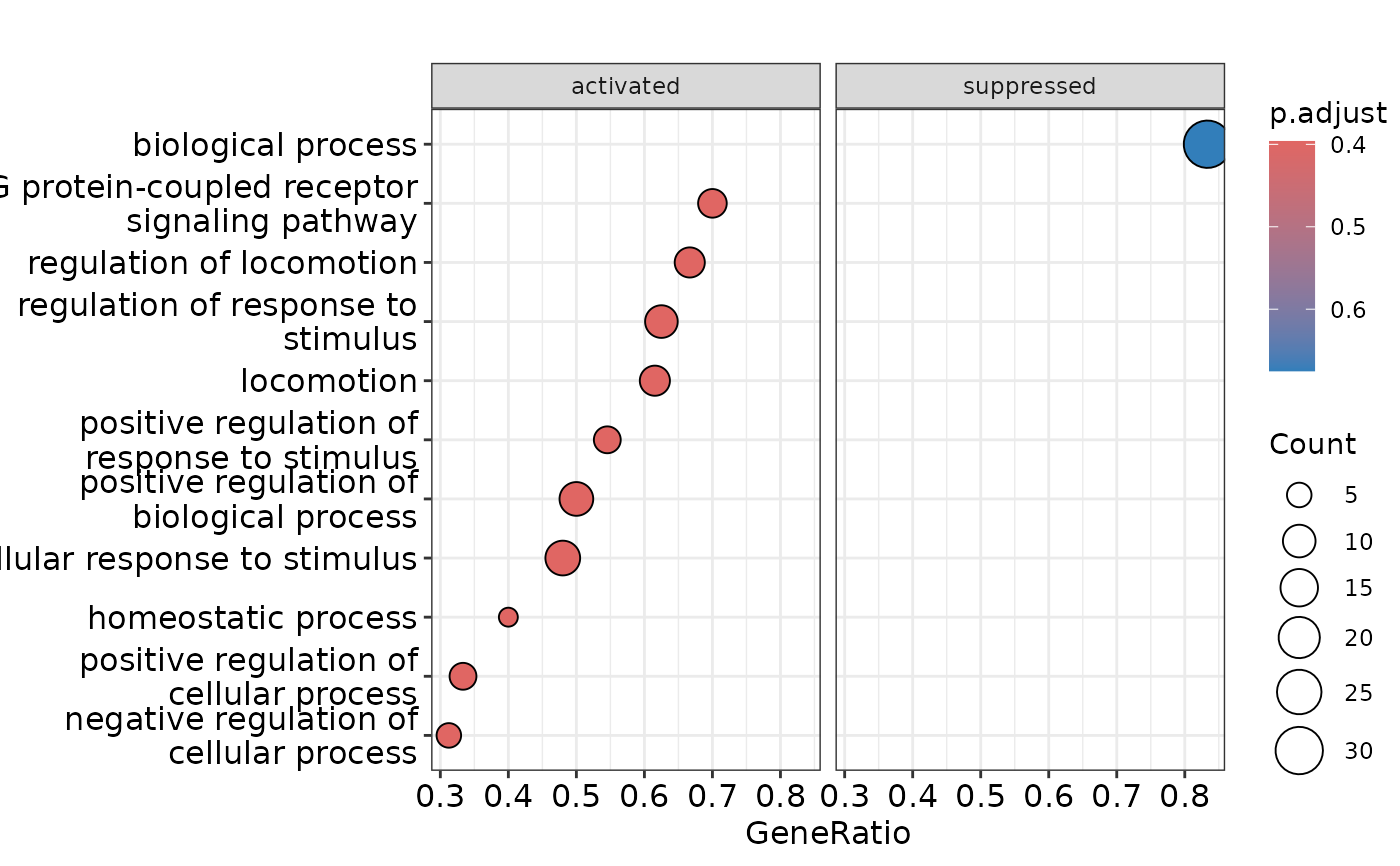 activated
suppressed
biological process
G protein-coupled receptor
signaling pathway
regulation of locomotion
regulation of response to
stimulus
locomotion
positive regulation of
response to stimulus
positive regulation of
biological process
llular response to stimulus
homeostatic process
positive regulation of
cellular process
negative regulation of
cellular process
0.3 0.4 0.5 0.6 0.7 0.8
0.3 0.4 0.5 0.6 0.7 0.8
GeneRatio
p.adjust
0.4
0.5
0.6
Count
5
10
15
20
25
30